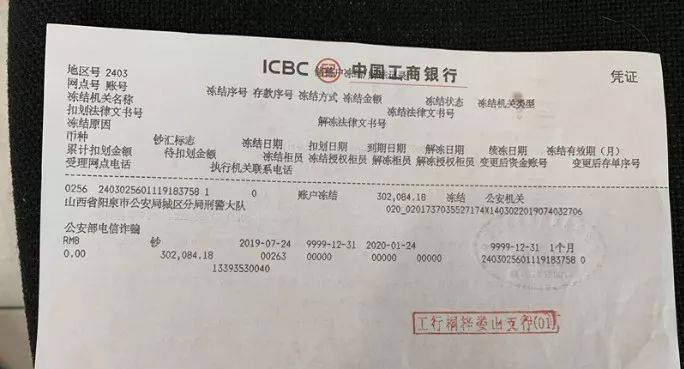 ICBC 中国工商银行
凭证
地区号 2403
网点号 账号 冻结序号 存款序号 冻结方式 冻结金额 冻结状态 冻结机关类型
冻结机关名称
扣划法律文书号 解冻法律文书号
冻结原因
币种 钞汇标志 冻结日期 扣划日期 到期日期 解冻日期 续冻日期 冻结有效期(月)
累计扣划金额 待扣划金额 冻结柜员 冻结授权柜员 解冻柜员 解冻授权柜员 变更后资金账号 变更后存单序号
受理网点电话 执行机关联系电话
0256 2403025601119183758 1 0 账户冻结 302,084.18 冻结 公安机关
山西省阳泉市公安局城区分局刑警大队 020_0201737035527174X1403022019074032706
公安部电信诈骗
RMB 钞 2019-07-24 9999-12-31 2020-01-24 9999-12-31 1个月
0.00 302,084.18 00263 00000 00000 00000 2403025601119183758 0
13393530040